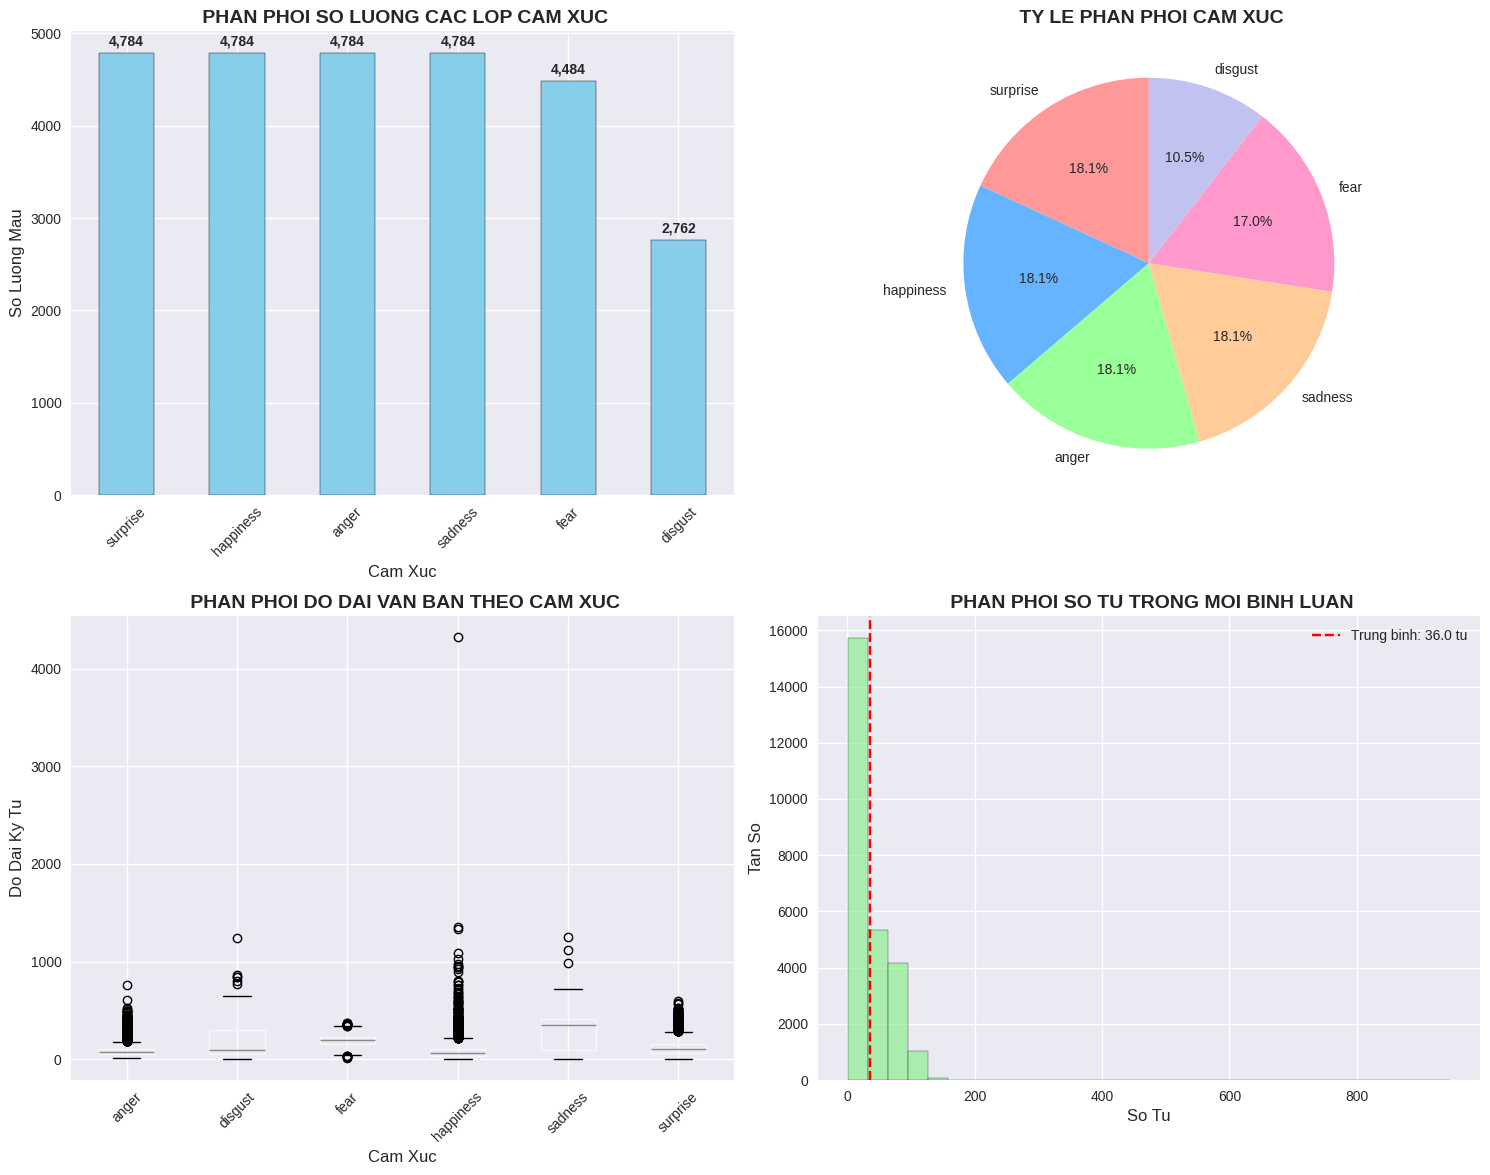 PHAN PHOI SO LUONG CAC LOP CAM XUC
5000
4000
3000
2000
1000
0
So Luong Mau
4,784
4,784
4,784
4,784
4,484
2,762
surprise
happiness
anger
sadness
fear
disgust
Cam Xuc
TY LE PHAN PHOI CAM XUC
disgust
surprise
10.5%
18.1%
fear
17.0%
happiness
18.1%
18.1%
sadness
18.1%
anger
PHAN PHOI DO DAI VAN BAN THEO CAM XUC
4000
3000
2000
1000
0
Do Dai Ky Tu
anger
disgust
fear
happiness
sadness
surprise
Cam Xuc
PHAN PHOI SO TU TRONG MOI BINH LUAN
Trung binh: 36.0 tu
16000
14000
12000
10000
8000
6000
4000
2000
0
Tan So
0
200
400
600
800
So Tu